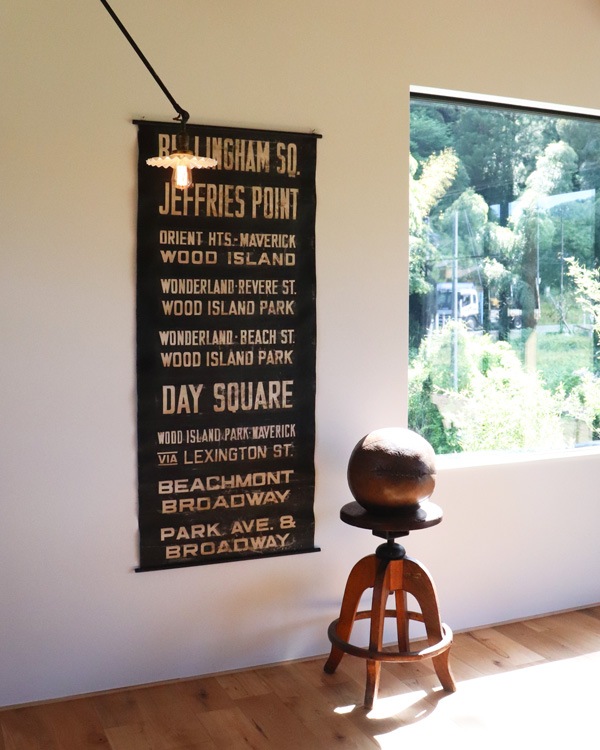 BELLINGHAM SQ.
JEFFRIES POINT
ORIENT HTS.-MAVERICK
WOOD ISLAND
WONDERLAND-REVERE ST.
WOOD ISLAND PARK
WONDERLAND-BEACH ST.
WOOD ISLAND PARK
DAY SQUARE
WOOD ISLAND PARK-MAVERICK
VIA LEXINGTON ST.
BEACHMONT
BROADWAY
PARK AVE. &
BROADWAY